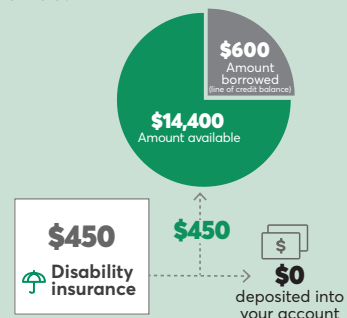 $600
Amount
borrowed
(line of credit balance)
$14,400
Amount available
$450
$450
Disability
insurance
$
$0
deposited into
your account